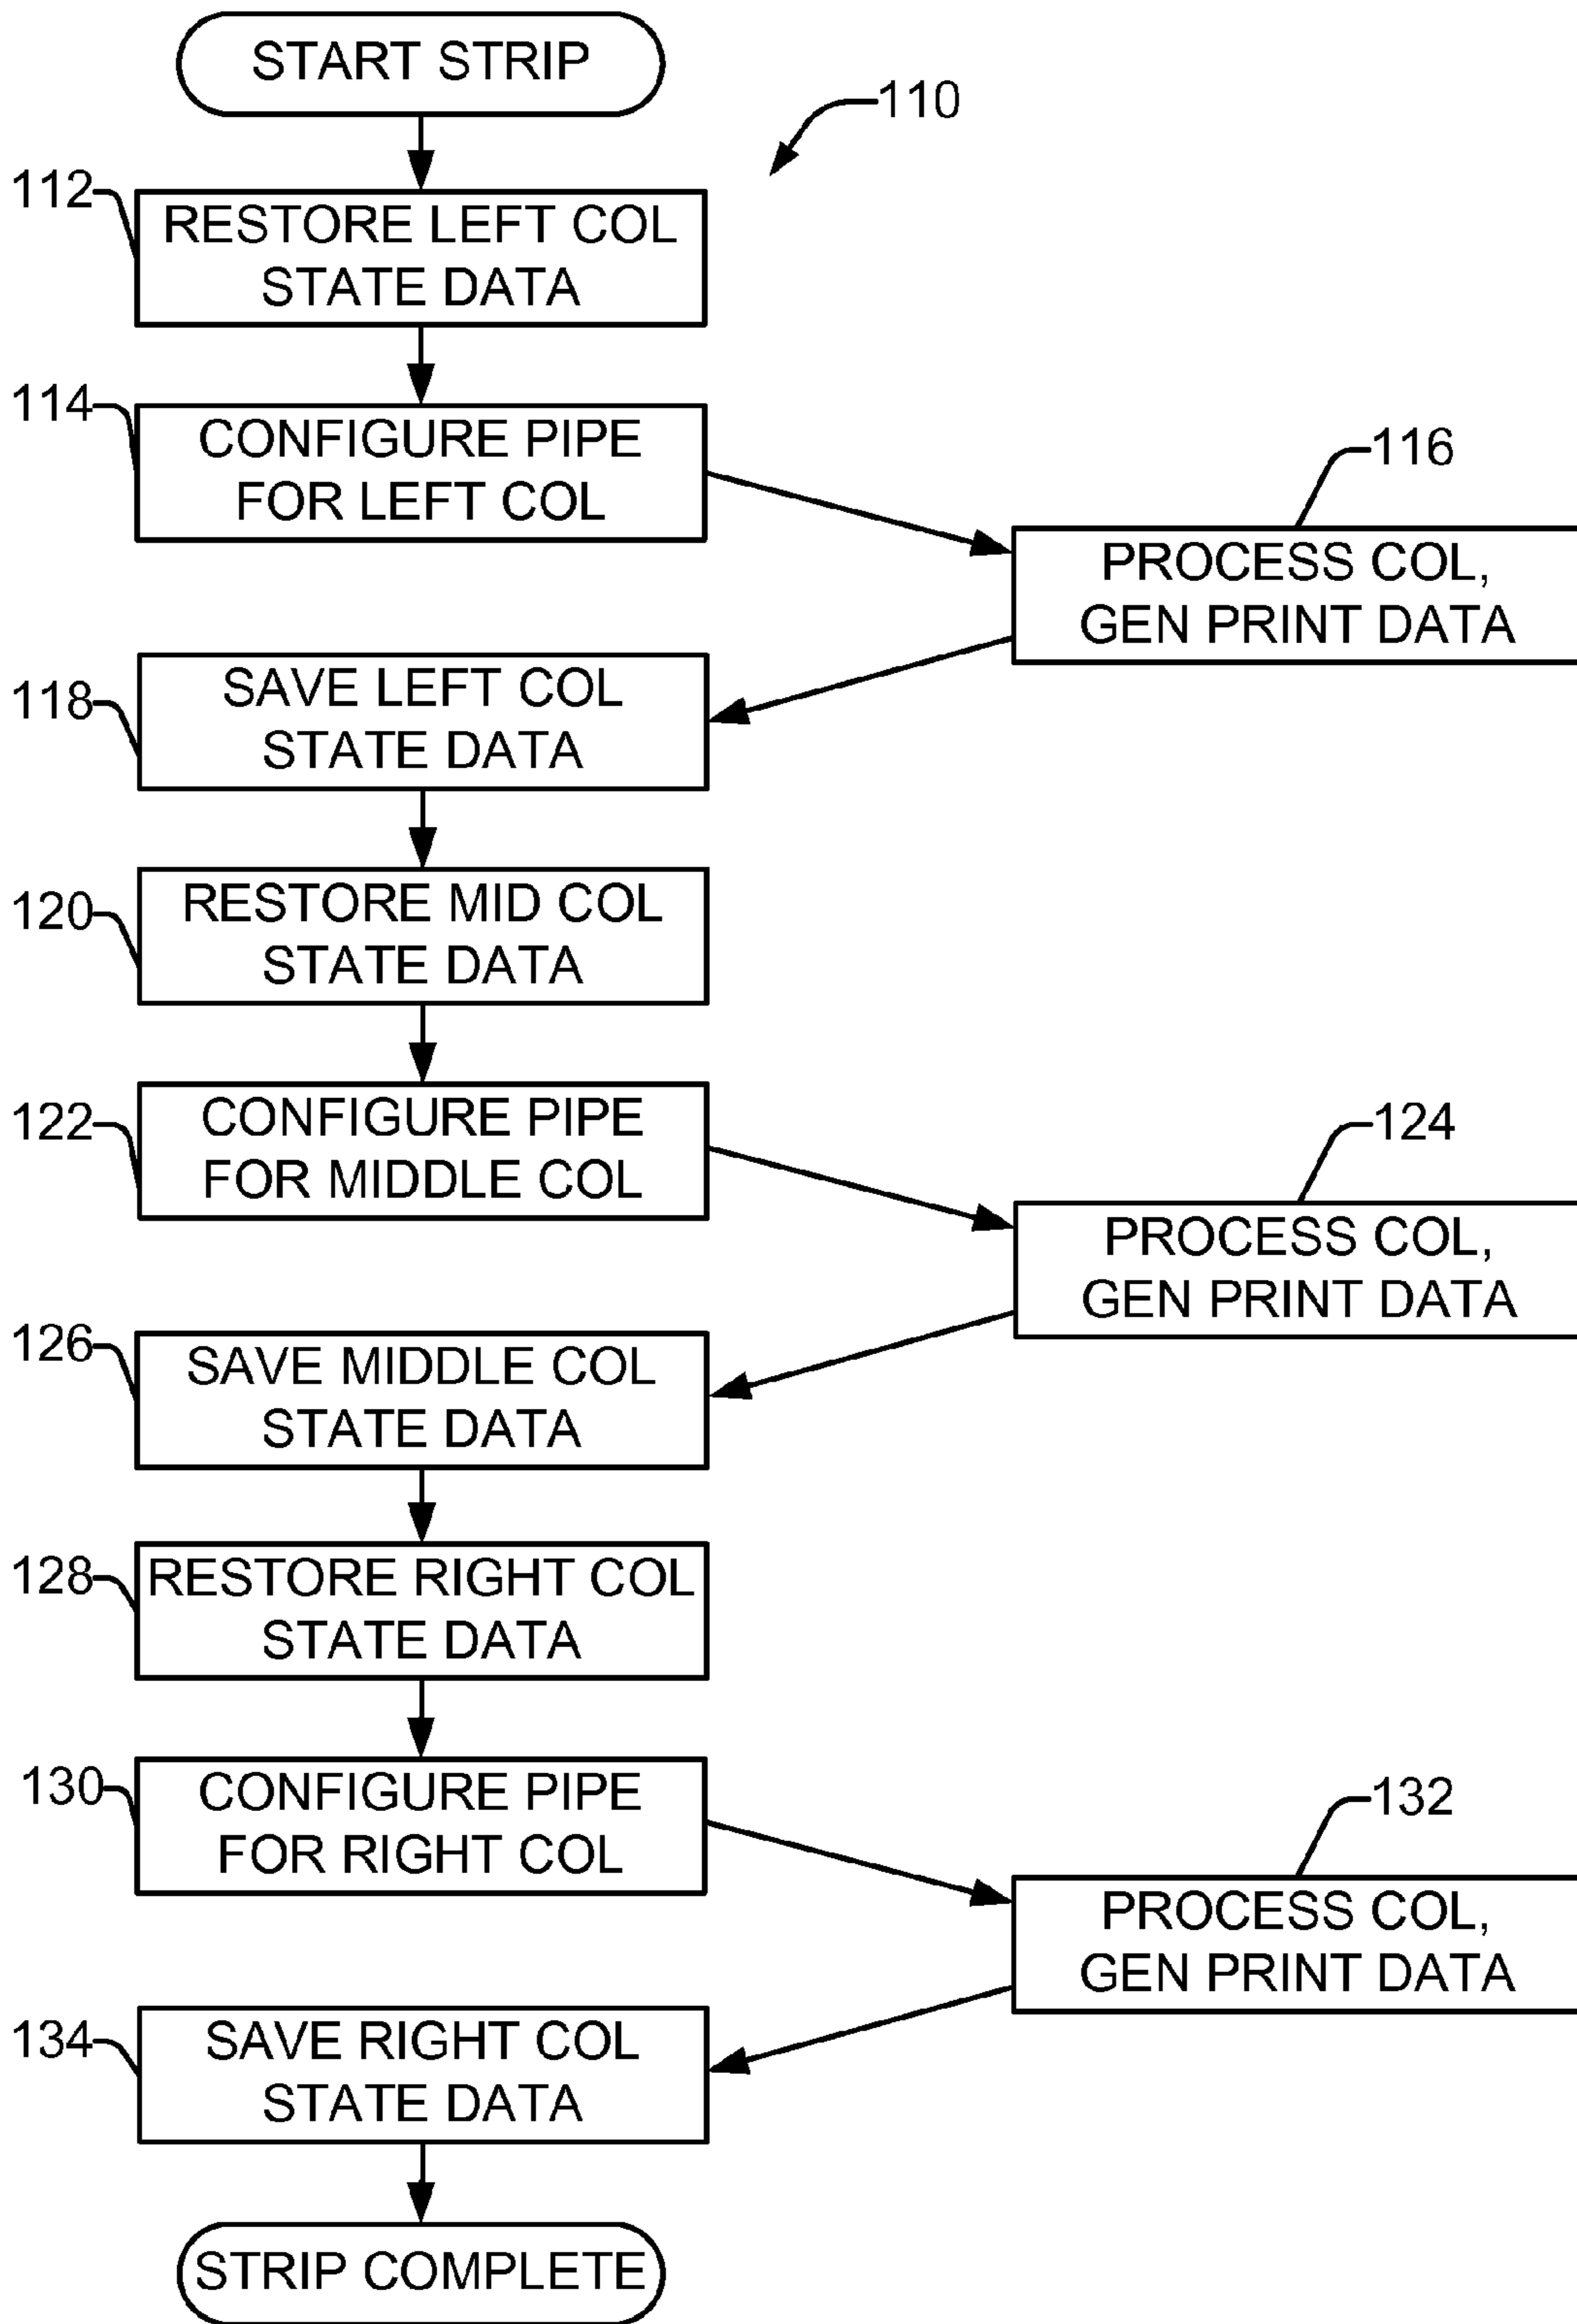 START STRIP
110
112
RESTORE LEFT COL
STATE DATA
114
CONFIGURE PIPE
FOR LEFT COL
116
PROCESS COL,
GEN PRINT DATA
118
SAVE LEFT COL
STATE DATA
120
RESTORE MID COL
STATE DATA
122
CONFIGURE PIPE
FOR MIDDLE COL
124
PROCESS COL,
GEN PRINT DATA
126
SAVE MIDDLE COL
STATE DATA
128
RESTORE RIGHT COL
STATE DATA
130
CONFIGURE PIPE
FOR RIGHT COL
132
PROCESS COL,
GEN PRINT DATA
134
SAVE RIGHT COL
STATE DATA
STRIP COMPLETE